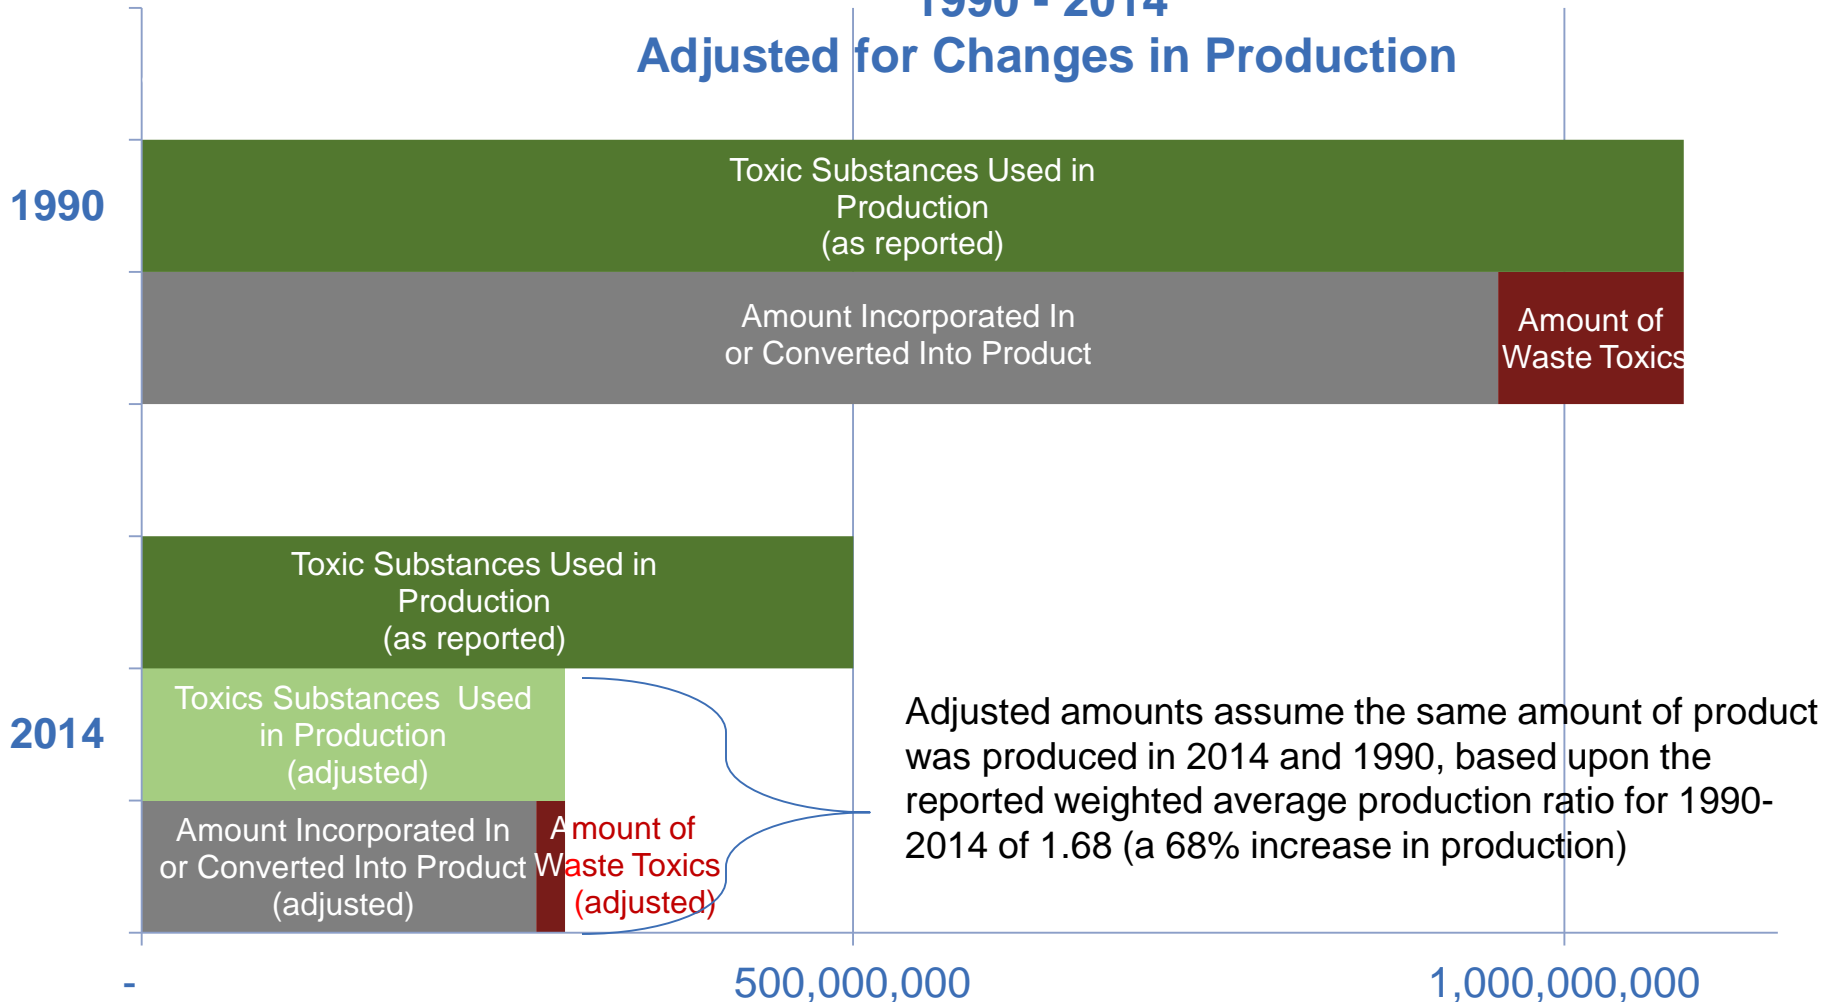 1990 - 2014
Adjusted for Changes in Production
1990
Toxic Substances Used in
Production
(as reported)
Amount Incorporated In
or Converted Into Product
Amount of
Waste Toxics
2014
Toxic Substances Used in
Production
(as reported)
Toxics Substances  Used
in Production
(adjusted)
Amount Incorporated In
or Converted Into Product
(adjusted)
Amount of
Waste Toxics
(adjusted)
Adjusted amounts assume the same amount of product
was produced in 2014 and 1990, based upon the
reported weighted average production ratio for 1990-
2014 of 1.68 (a 68% increase in production)
-
500,000,000
1,000,000,000